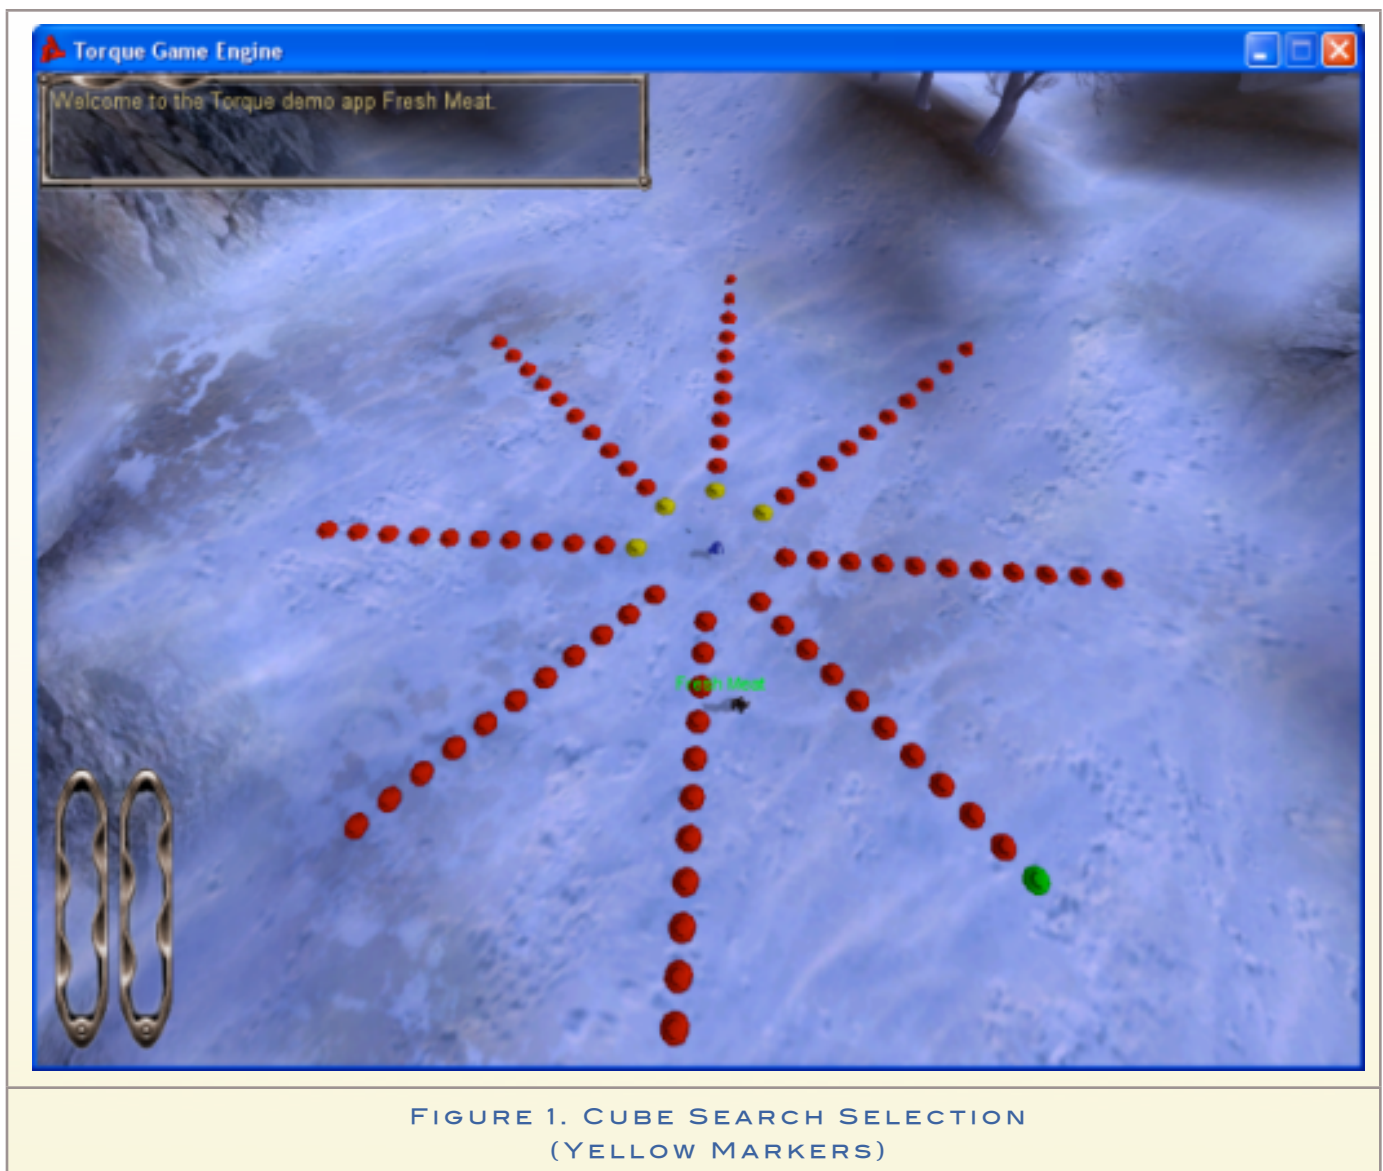 Torque Game Engine
Welcome to the Torque demo app Fresh Meat.
Fresh Meat
FIGURE 1. CUBE SEARCH SELECTION
(YELLOW MARKERS)